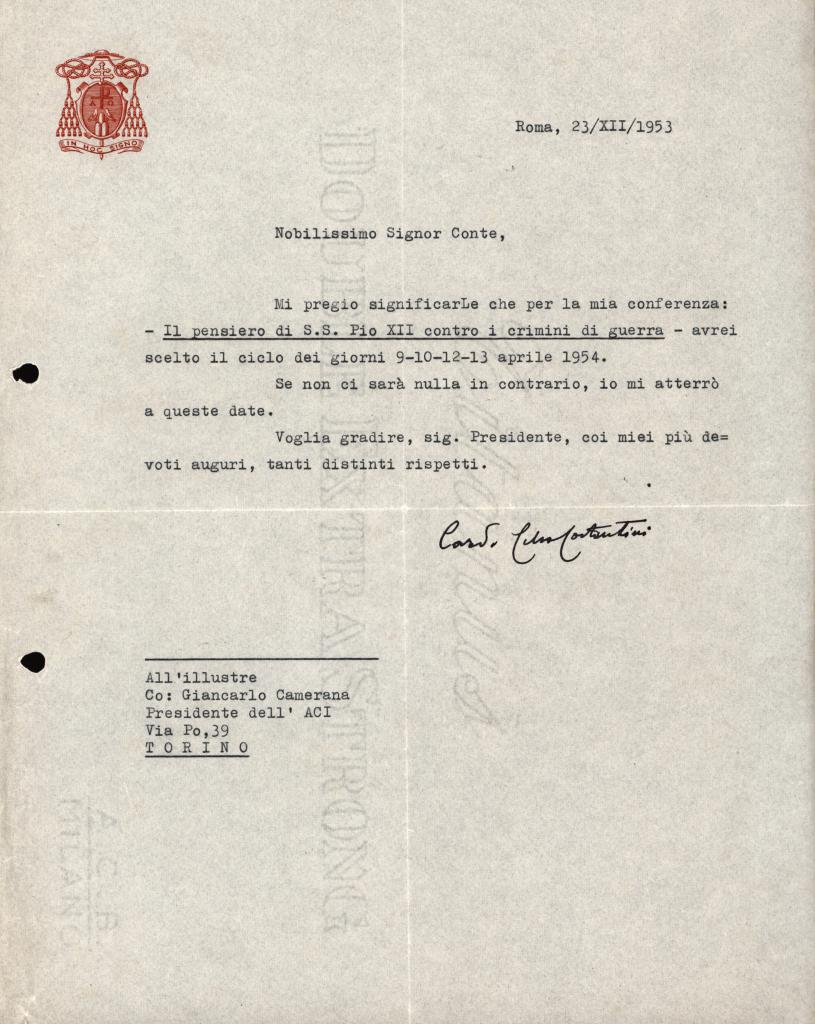 IN HOC SIGNO
Roma, 23/XII/1953
Nobilissimo Signor Conte,
Mi pregio significarLe che per la mia conferenza:
- Il pensiero di S.S. Pio XII contro i crimini di guerra - avrei
scelto il ciclo dei giorni 9-10-12-13 aprile 1954.
Se non ci sarà nulla in contrario, io mi atterrò
a queste date.
Voglia gradire, sig. Presidente, coi miei più de=
voti auguri, tanti distinti rispetti.
Card. Celso Costantini
All'illustre
Co: Giancarlo Camerana
Presidente dell' ACI
Via Po,39
T O R I N O
DOUBLE EXTRA STRONG
A.C.B.
MILANO